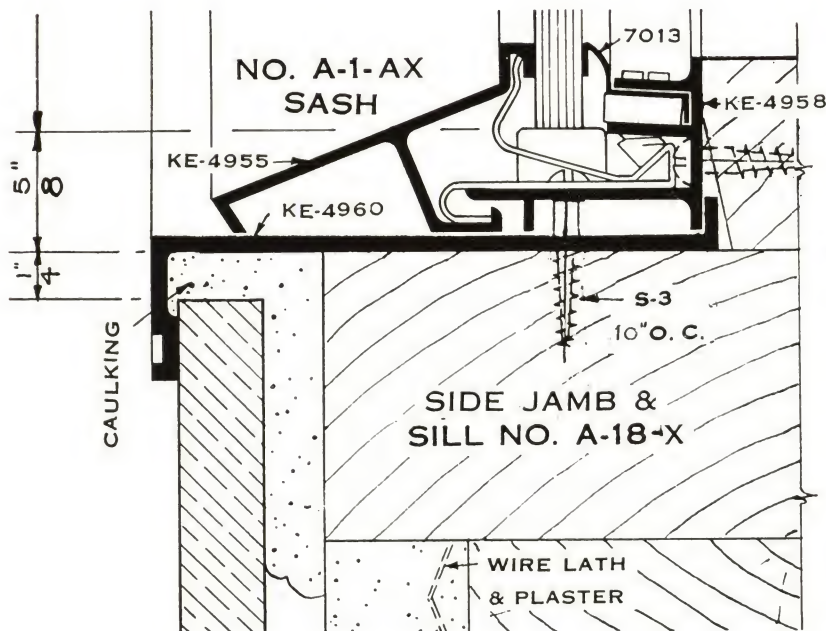 7013
NO. A-1-AX
SASH
KE-4958
KE-4955
5"
8
KE-4960
1"
4
S-3
10" O. C.
CAULKING
SIDE JAMB &
SILL NO. A-18-X
WIRE LATH
& PLASTER